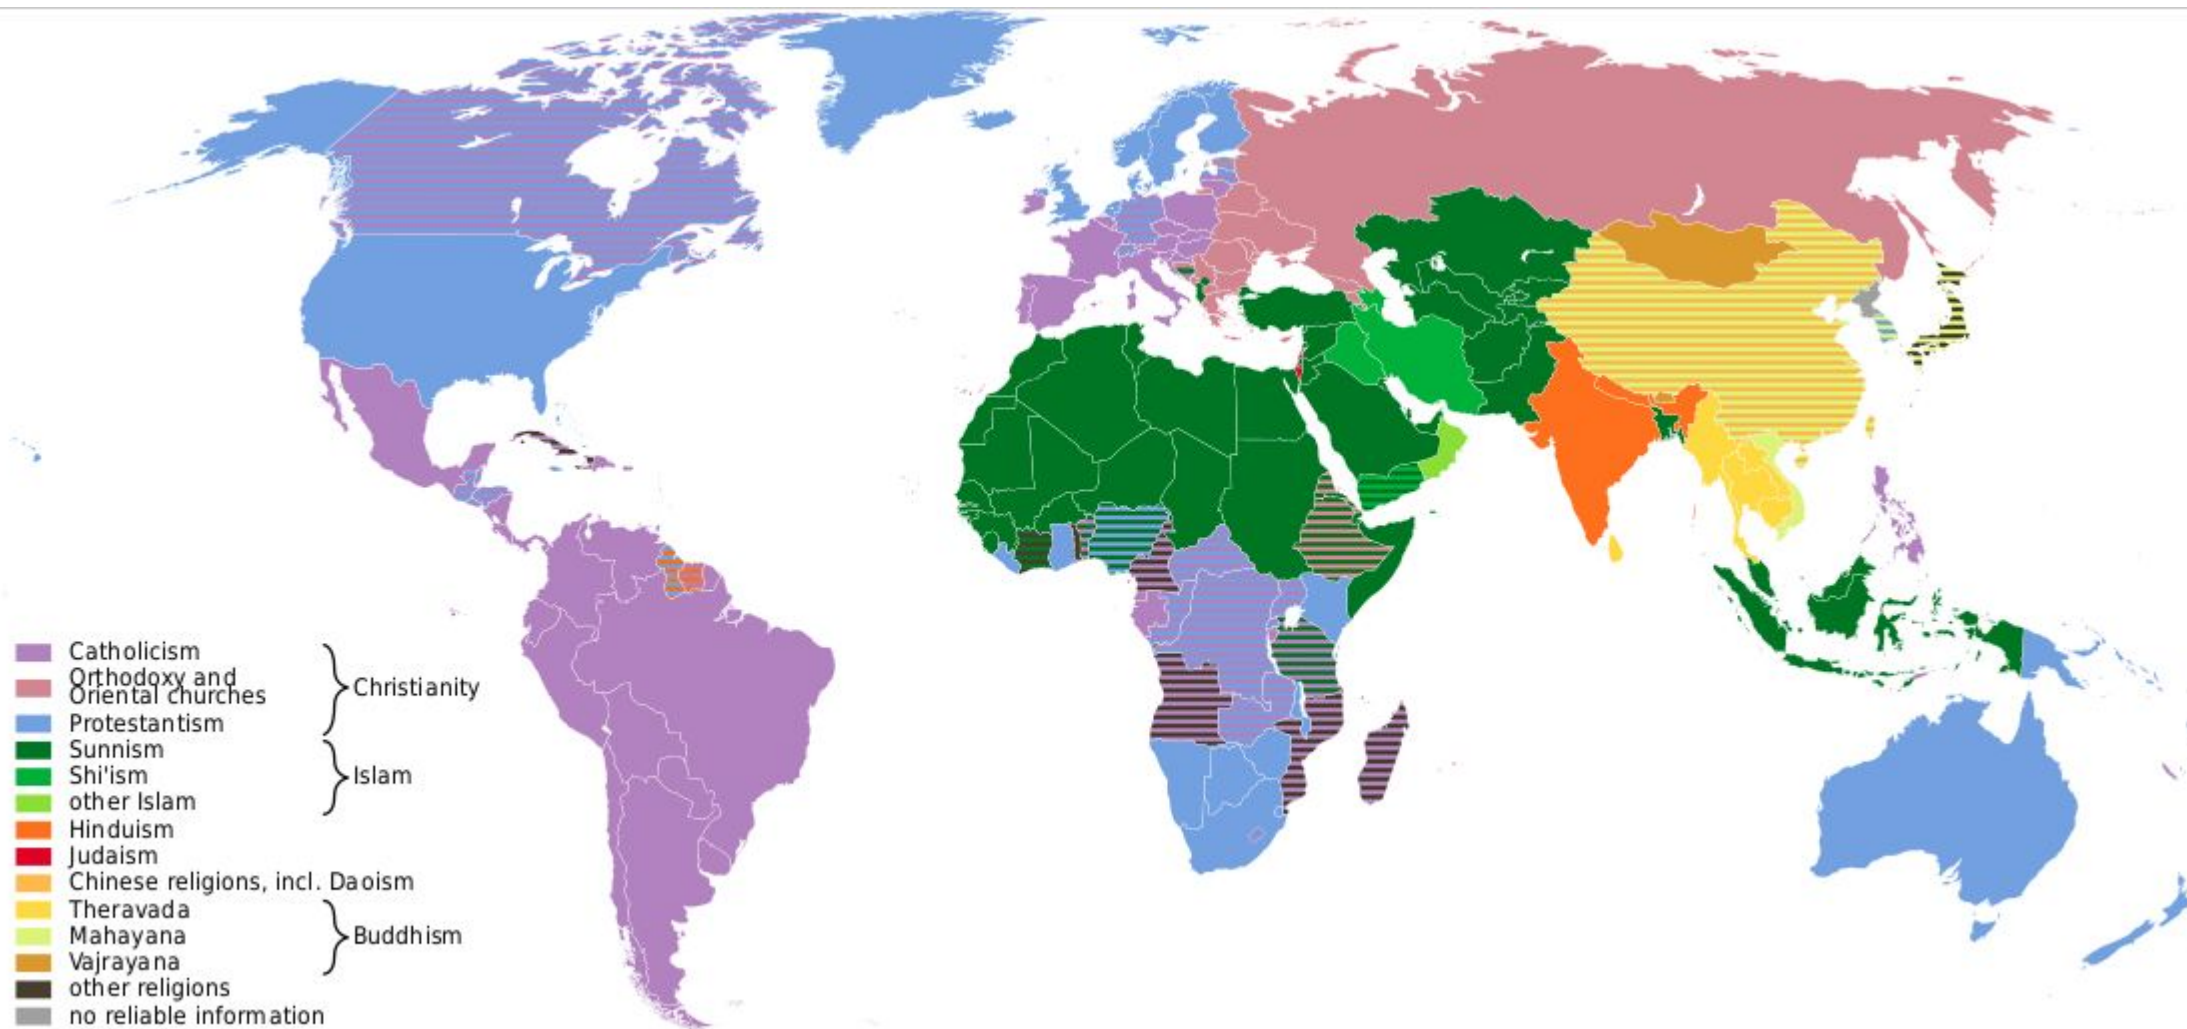 Catholicism
Orthodoxy and
Oriental churches
Christianity
Protestantism
Sunnism
Shi'ism
Islam
other Islam
Hinduism
Judaism
Chinese religions, incl. Daoism
Theravada
Mahayana
Buddhism
Vajrayana
other religions
no reliable information